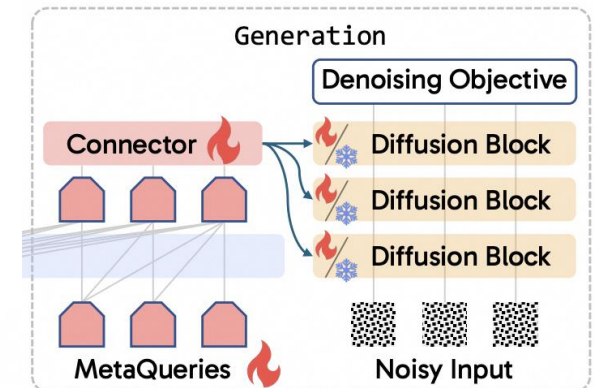 Generation
Denoising Objective
Connector
Diffusion Block
Diffusion Block
Diffusion Block
MetaQueries
Noisy Input